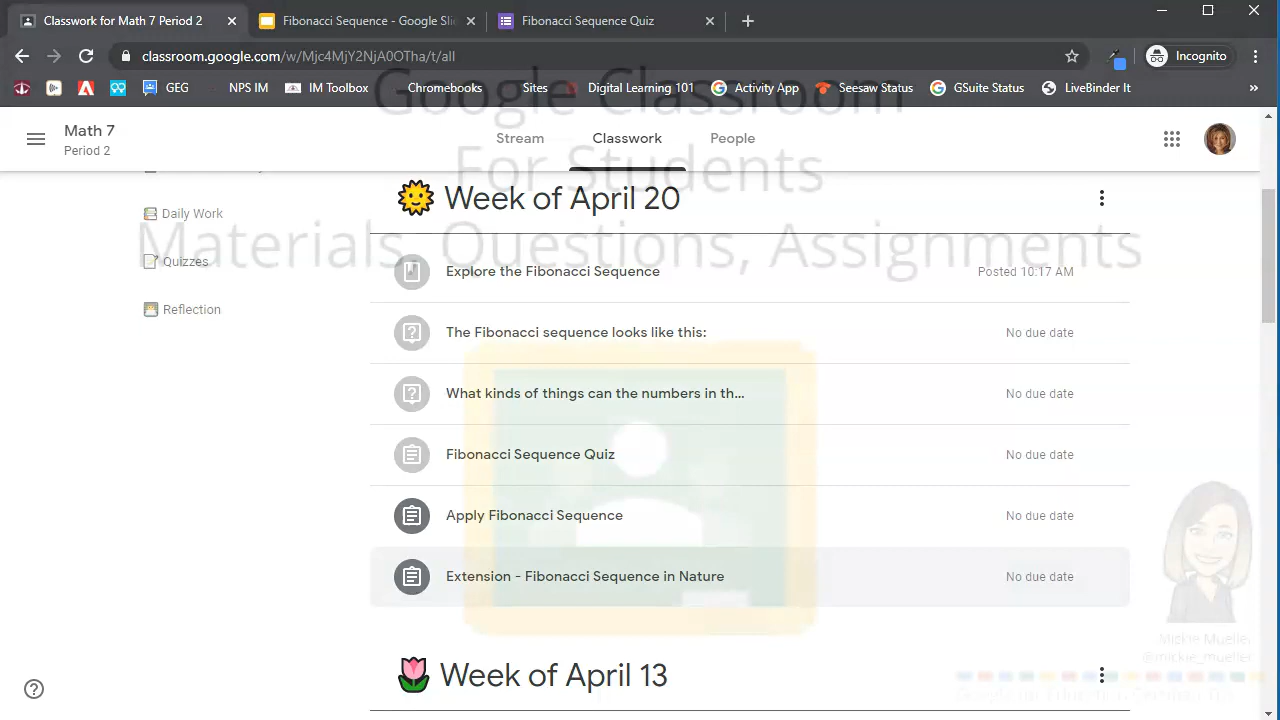 Classwork for Math 7 Period 2
Fibonacci Sequence - Google Slid
Fibonacci Sequence Quiz
classroom.google.com/w/Mjc4MjY2NjA0OTha/t/all
Incognito
GEG
NPS IM
IM Toolbox
Chromebooks
Sites
Digital Learning 101
Activity App
Seesaw Status
GSuite Status
LiveBinder It
Google Classroom
For Students
Materials, Questions, Assignments
Math 7
Period 2
Stream
Classwork
People
Daily Work
Quizzes
Reflection
Week of April 20
Explore the Fibonacci Sequence
Posted 10:17 AM
The Fibonacci sequence looks like this:
No due date
What kinds of things can the numbers in th...
No due date
Fibonacci Sequence Quiz
No due date
Apply Fibonacci Sequence
No due date
Extension - Fibonacci Sequence in Nature
No due date
Mickie Mueller
@mickie_mueller
Week of April 13